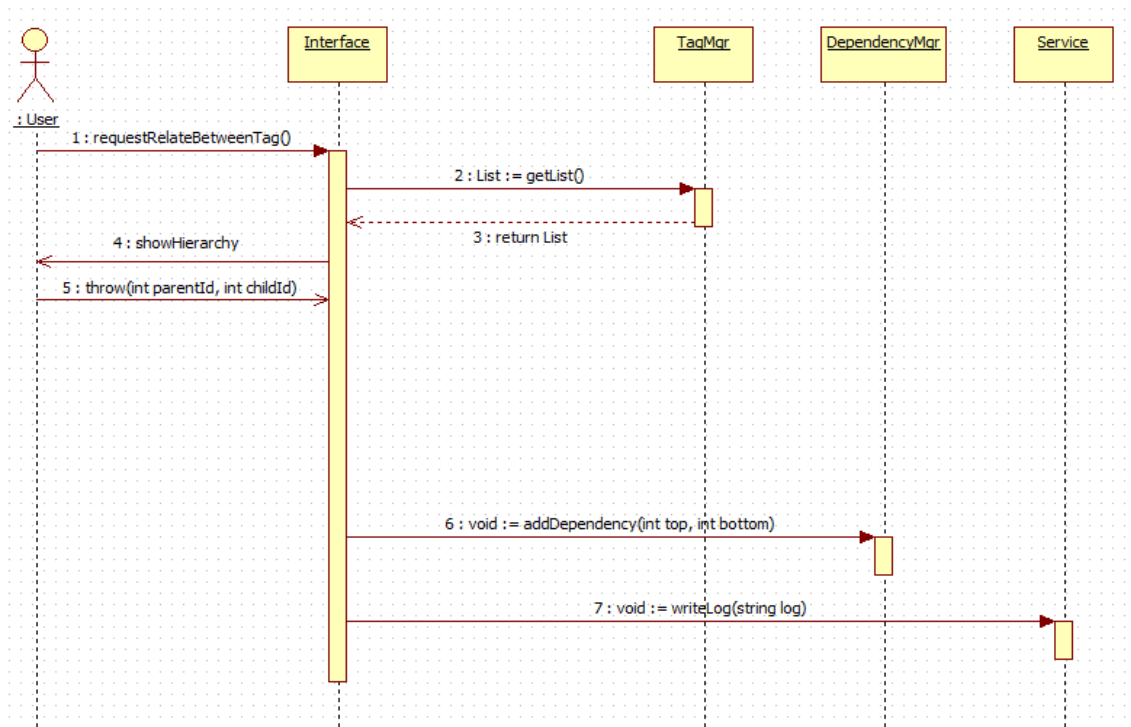 Interface
TagMgr
DependencyMgr
Service
: User
1 : requestRelateBetweenTag()
2 : List := getList()
3 : return List
4 : showHierarchy
5 : throw(int parentId, int childId)
6 : void := addDependency(int top, int bottom)
7 : void := writeLog(string log)